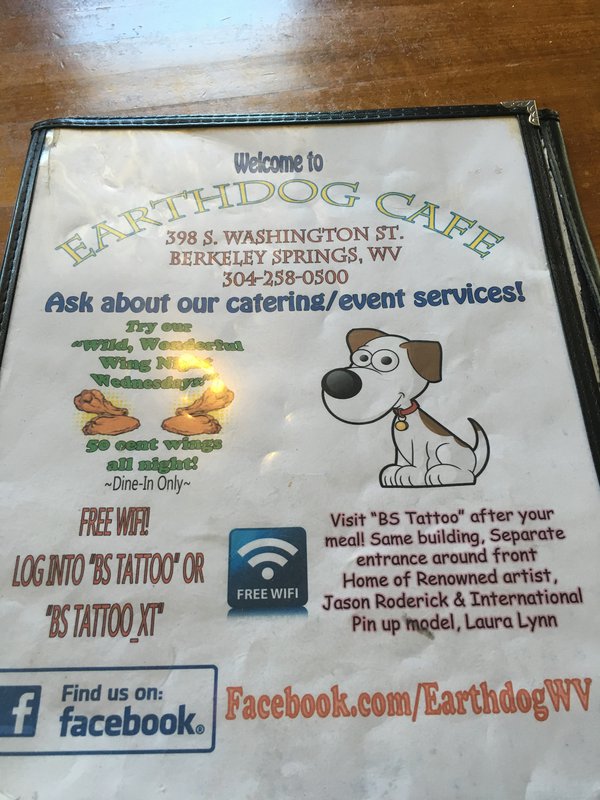 Welcome to
EARTHDOG CAFE
398 S. WASHINGTON ST.
BERKELEY SPRINGS, WV
304-258-0500
Ask about our catering/event services!
Try our
~Wild, Wonderful
Wing Night
Wednesdays~
50 cent wings
all night!
~Dine-In Only~
FREE WIFI!
LOG INTO "BS TATTOO" OR
"BS TATTOO_XT"
FREE WIFI
Visit "BS Tattoo" after your
meal! Same building, Separate
entrance around front
Home of Renowned artist,
Jason Roderick & International
Pin up model, Laura Lynn
f
Find us on:
facebook®
Facebook.com/EarthdogWV